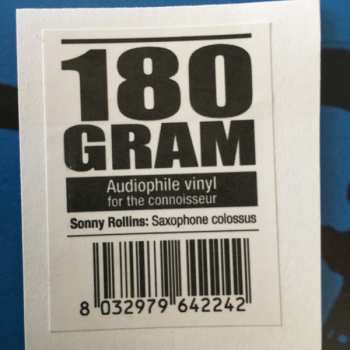 180
GRAM
Audiophile vinyl
for the connoisseur
Sonny Rollins: Saxophone colossus
8 032979 642242